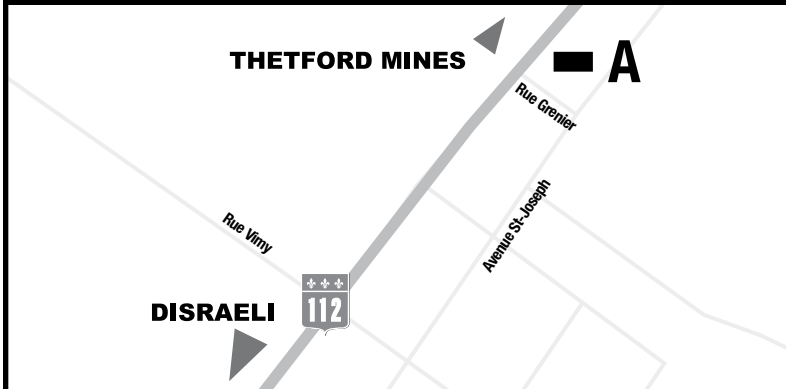 THETFORD MINES
A
Rue Grenier
Avenue St-Joseph
Rue Vimy
DISRAELI
112